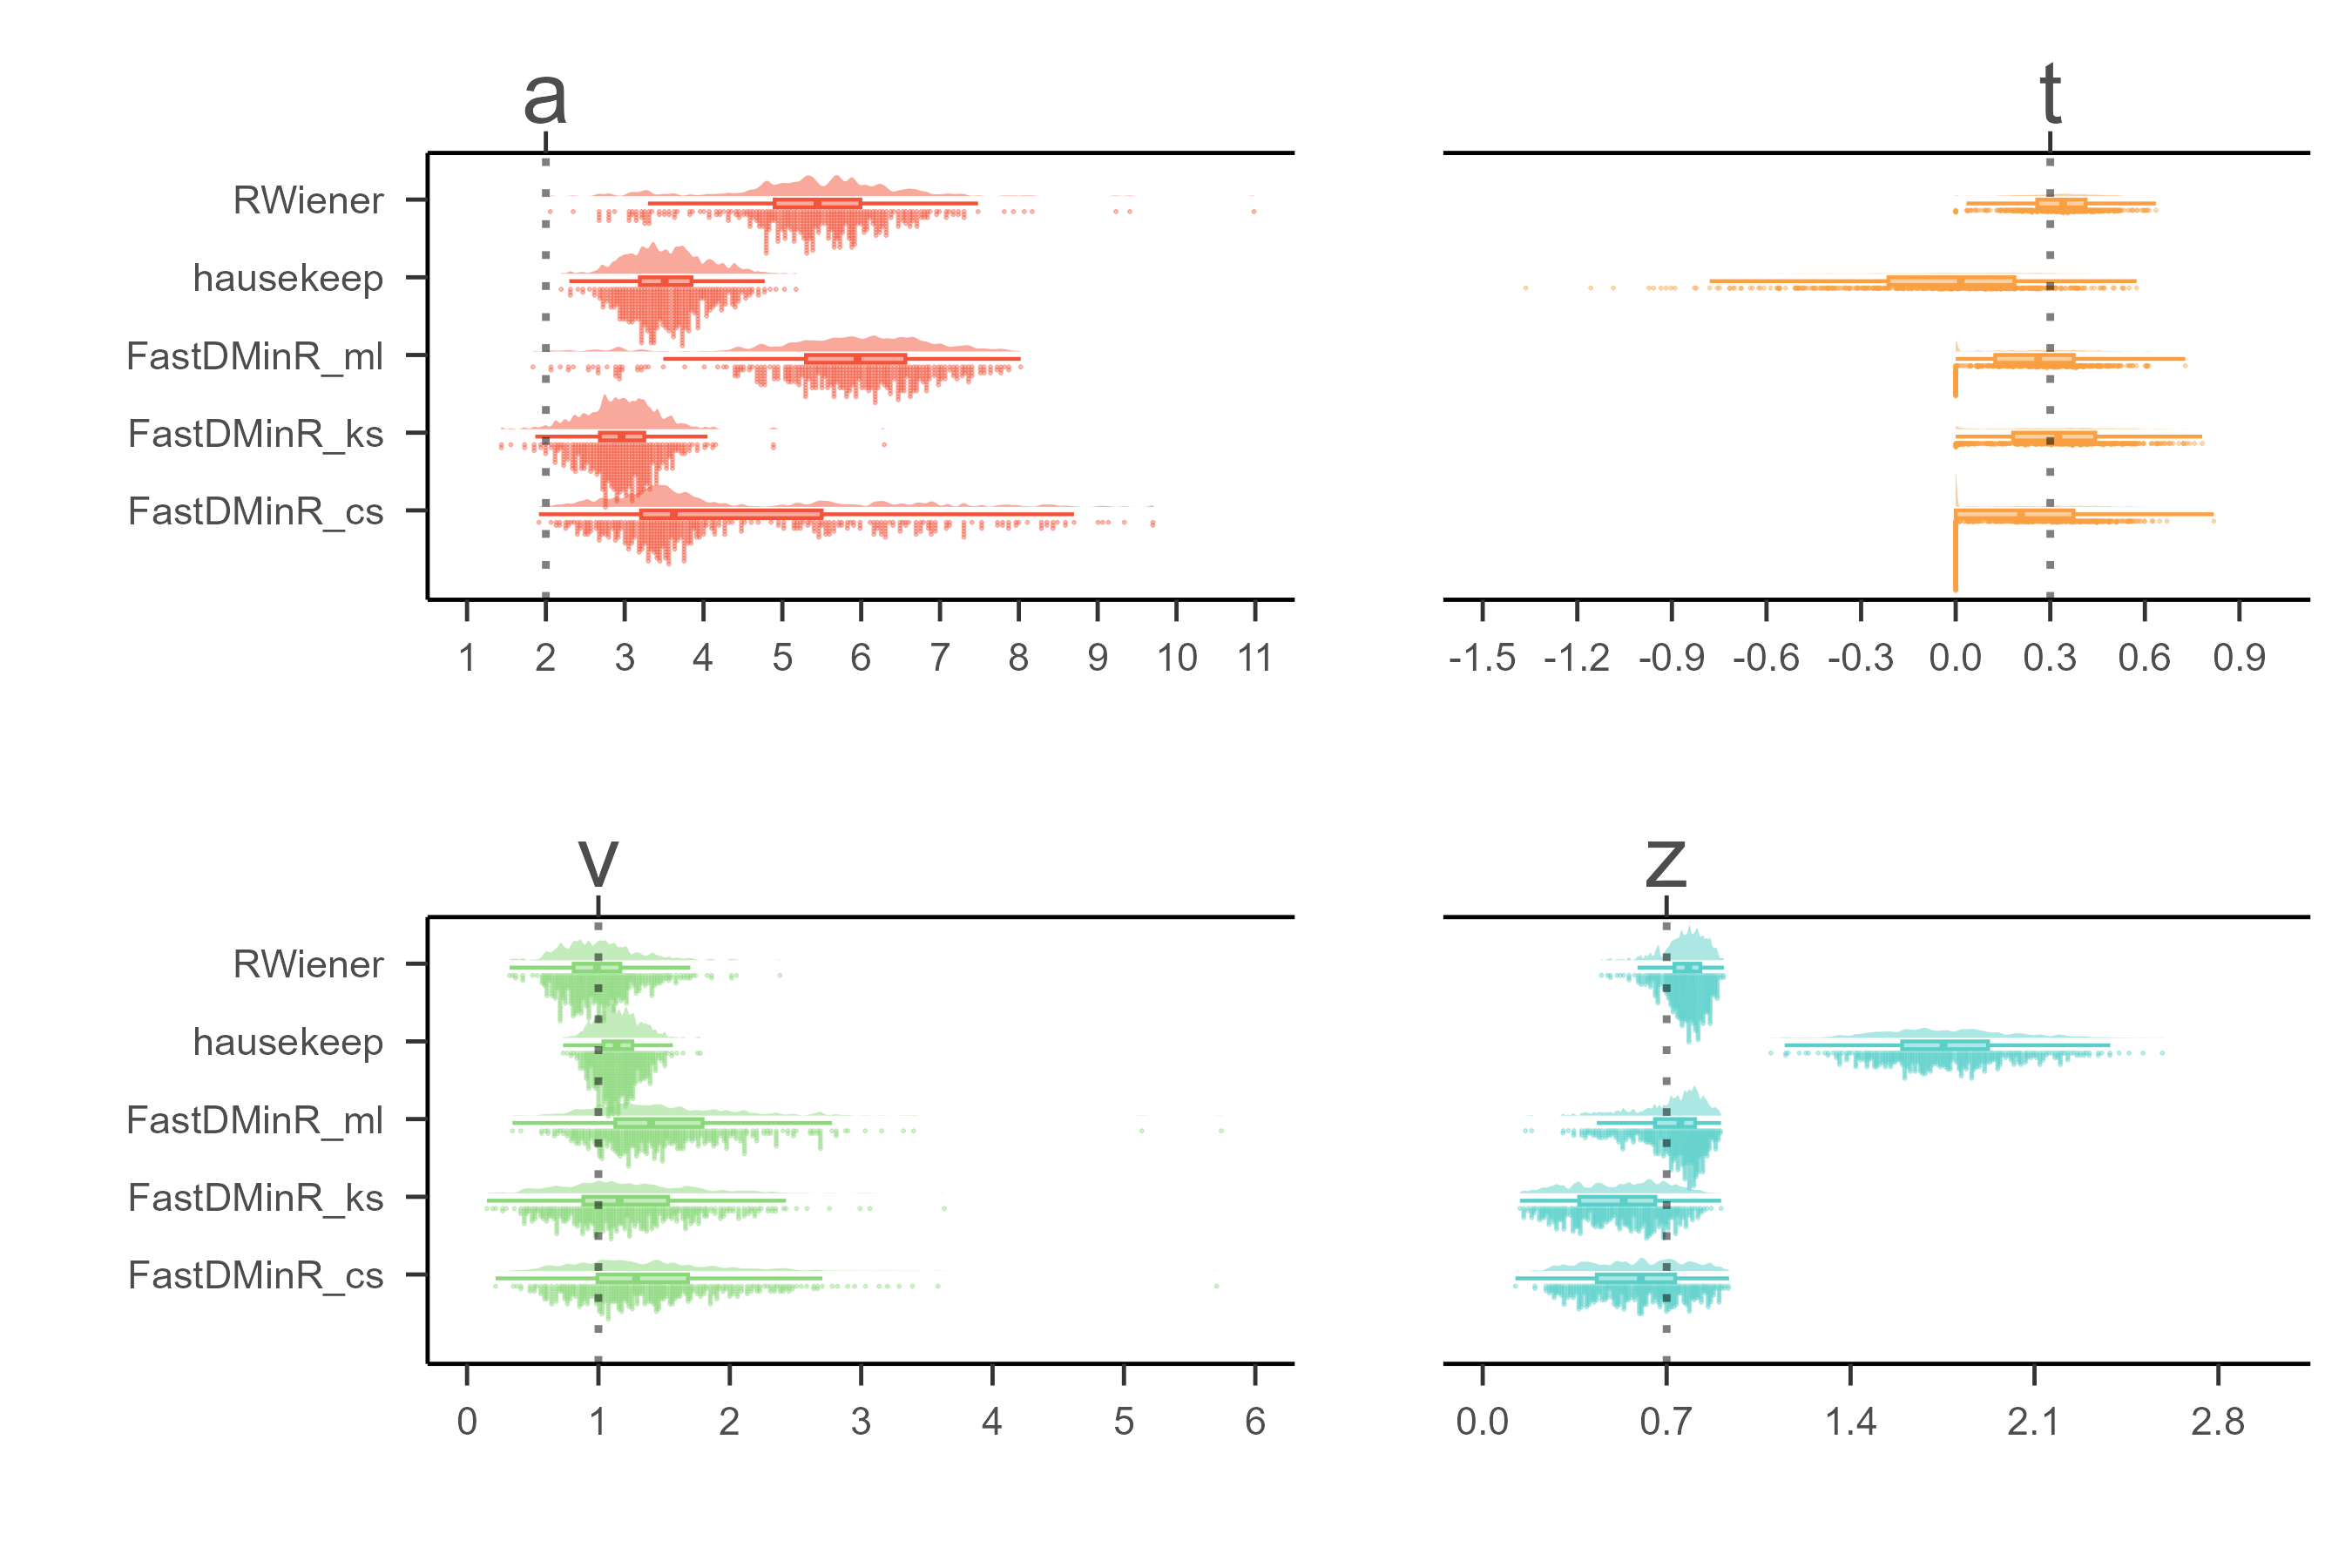 a
t
RWiener
hausekeep
FastDMinR_ml
FastDMinR_ks
FastDMinR_cs
1 2 3 4 5 6 7 8 9 10 11
-1.5 -1.2 -0.9 -0.6 -0.3 0.0 0.3 0.6 0.9
v
z
RWiener
hausekeep
FastDMinR_ml
FastDMinR_ks
FastDMinR_cs
0 1 2 3 4 5 6
0.0 0.7 1.4 2.1 2.8